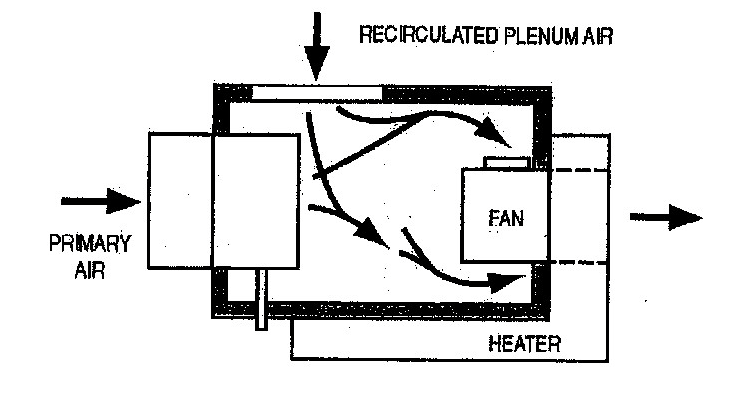 RECIRCULATED PLENUM AIR
PRIMARY
AIR
FAN
HEATER